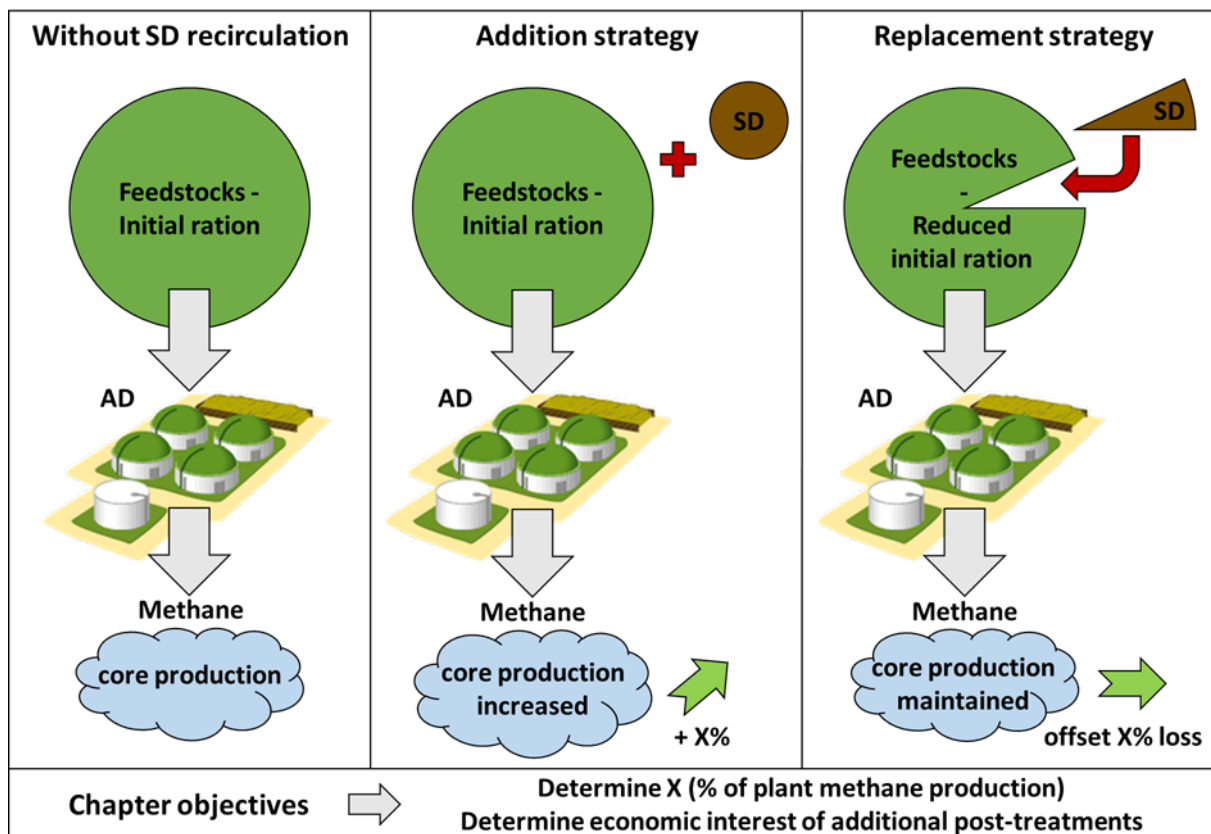 Without SD recirculation
Feedstocks -
Initial ration
AD
Methane
core production
Addition strategy
SD
Feedstocks -
Initial ration
AD
Methane
core production
increased
+ X%
Replacement strategy
SD
Feedstocks
-
Reduced
initial ration
AD
Methane
core production
maintained
offset X% loss
Chapter objectives
Determine X (% of plant methane production)
Determine economic interest of additional post-treatments